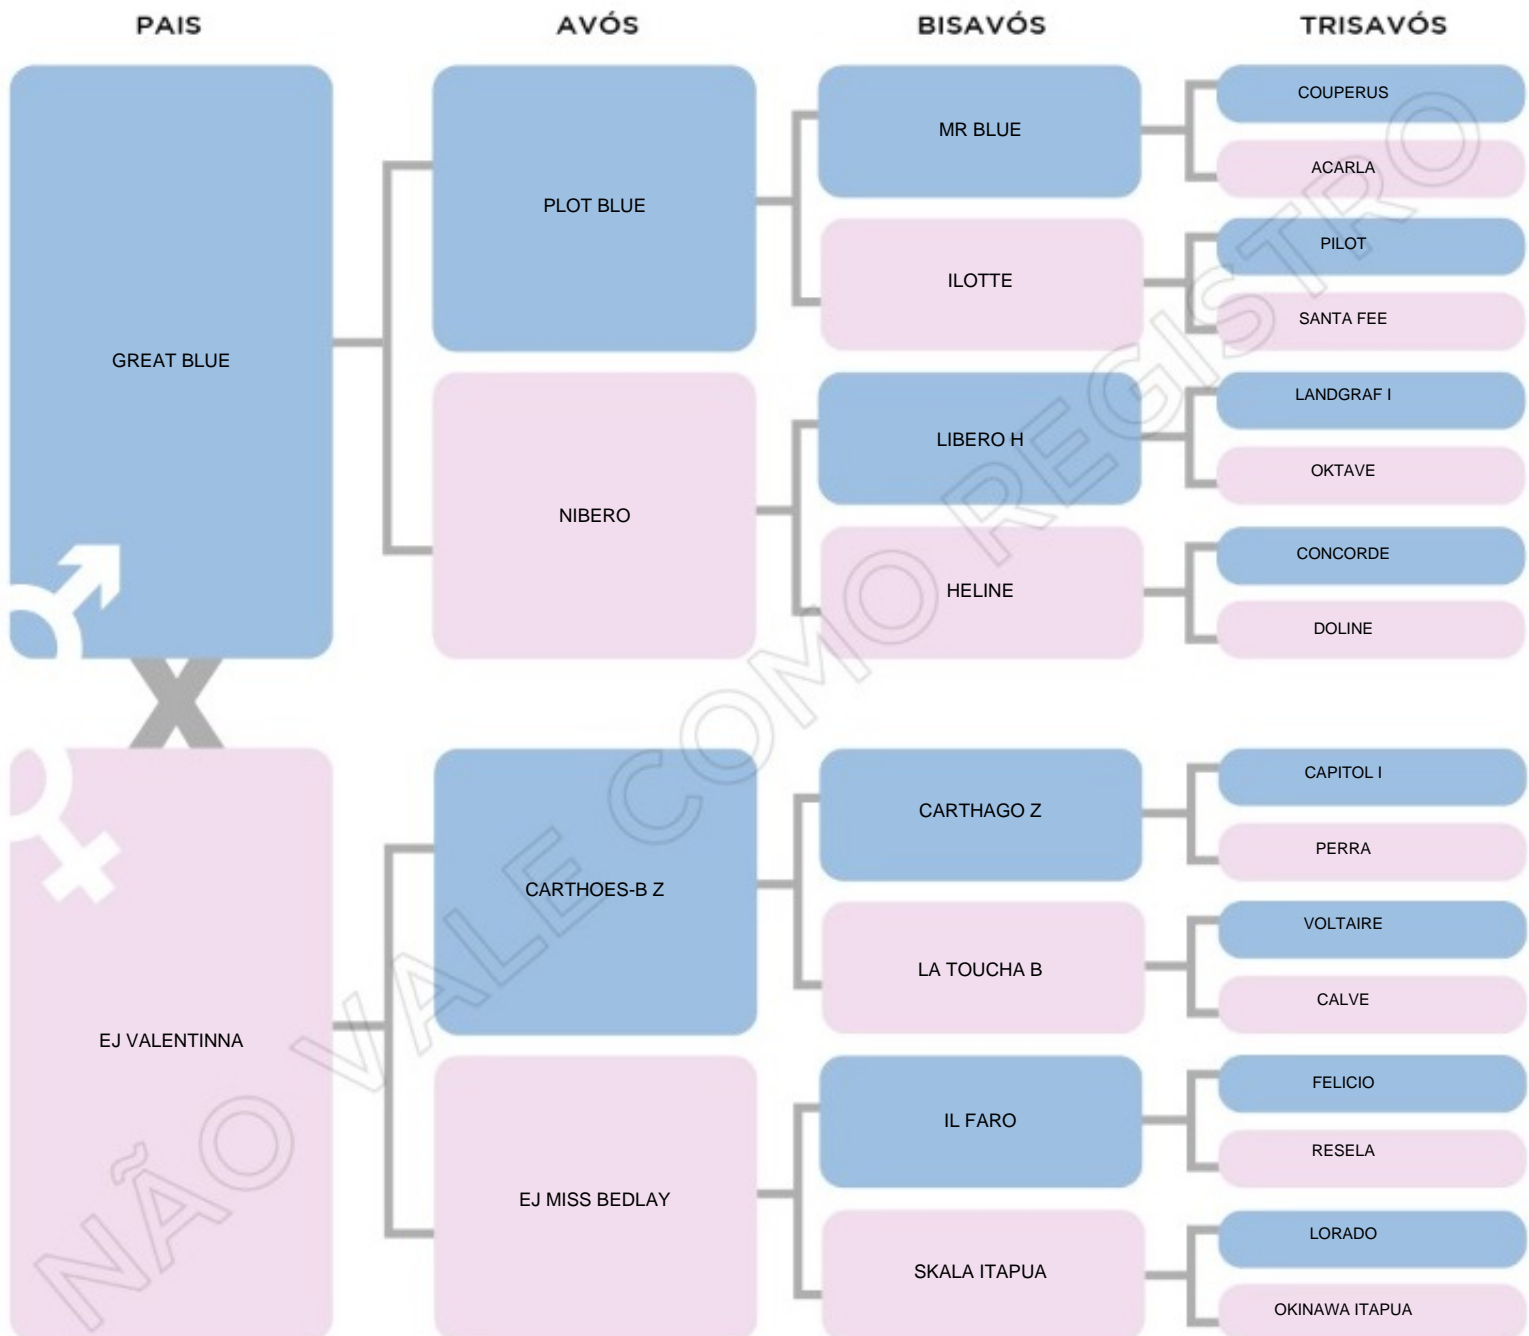 PAIS
AVÓS
BISAVÓS
TRISAVÓS
GREAT BLUE
PLOT BLUE
NIBERO
MR BLUE
ILOTTE
LIBERO H
HELINE
COUPERUS
ACARLA
PILOT
SANTA FEE
LANDGRAF I
OKTAVE
CONCORDE
DOLINE
X
EJ VALENTINNA
CARTHOES-B Z
EJ MISS BEDLAY
CARTHAGO Z
LA TOUCHA B
IL FARO
SKALA ITAPUA
CAPITOL I
PERRA
VOLTAIRE
CALVE
FELICIO
RESELA
LORADO
OKINAWA ITAPUA
NÃO VALE COMO REGISTRO